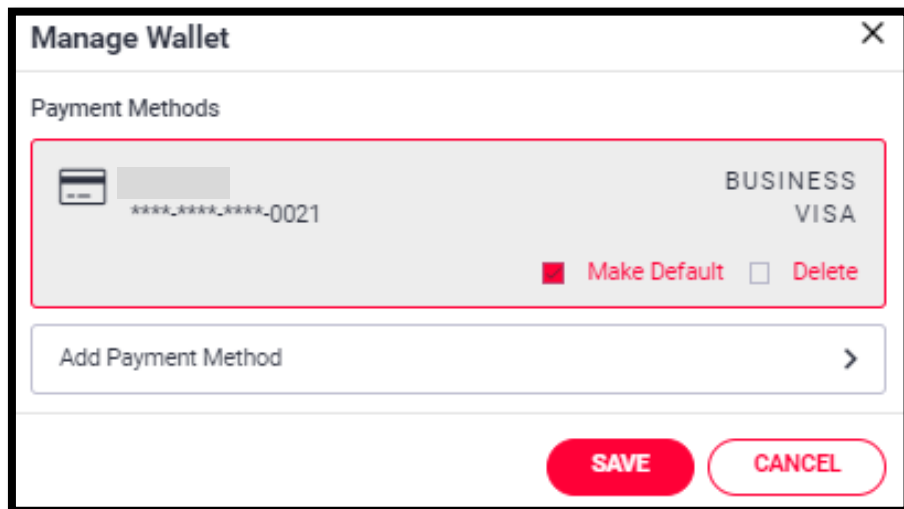 Manage Wallet
Payment Methods
BUSINESS
****-****-****-0021
VISA
Make Default
Delete
Add Payment Method
SAVE
CANCEL